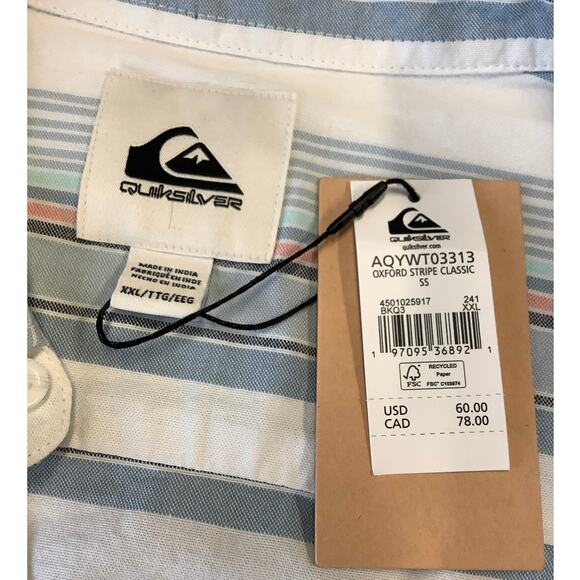 QUIKSILVER
MADE IN INDIA
FABRIQUÉ EN INDE
HECHO EN INDIA
XXL/TTG/EEG
QUIKSILVER
quiksilver.com
AQYWT03313
OXFORD STRIPE CLASSIC
SS
4501025917 241
BKQ3 XXL
1 97095 36892 1
FSC
RECYCLED
Paper
FSC® C103974
USD 60.00
CAD 78.00